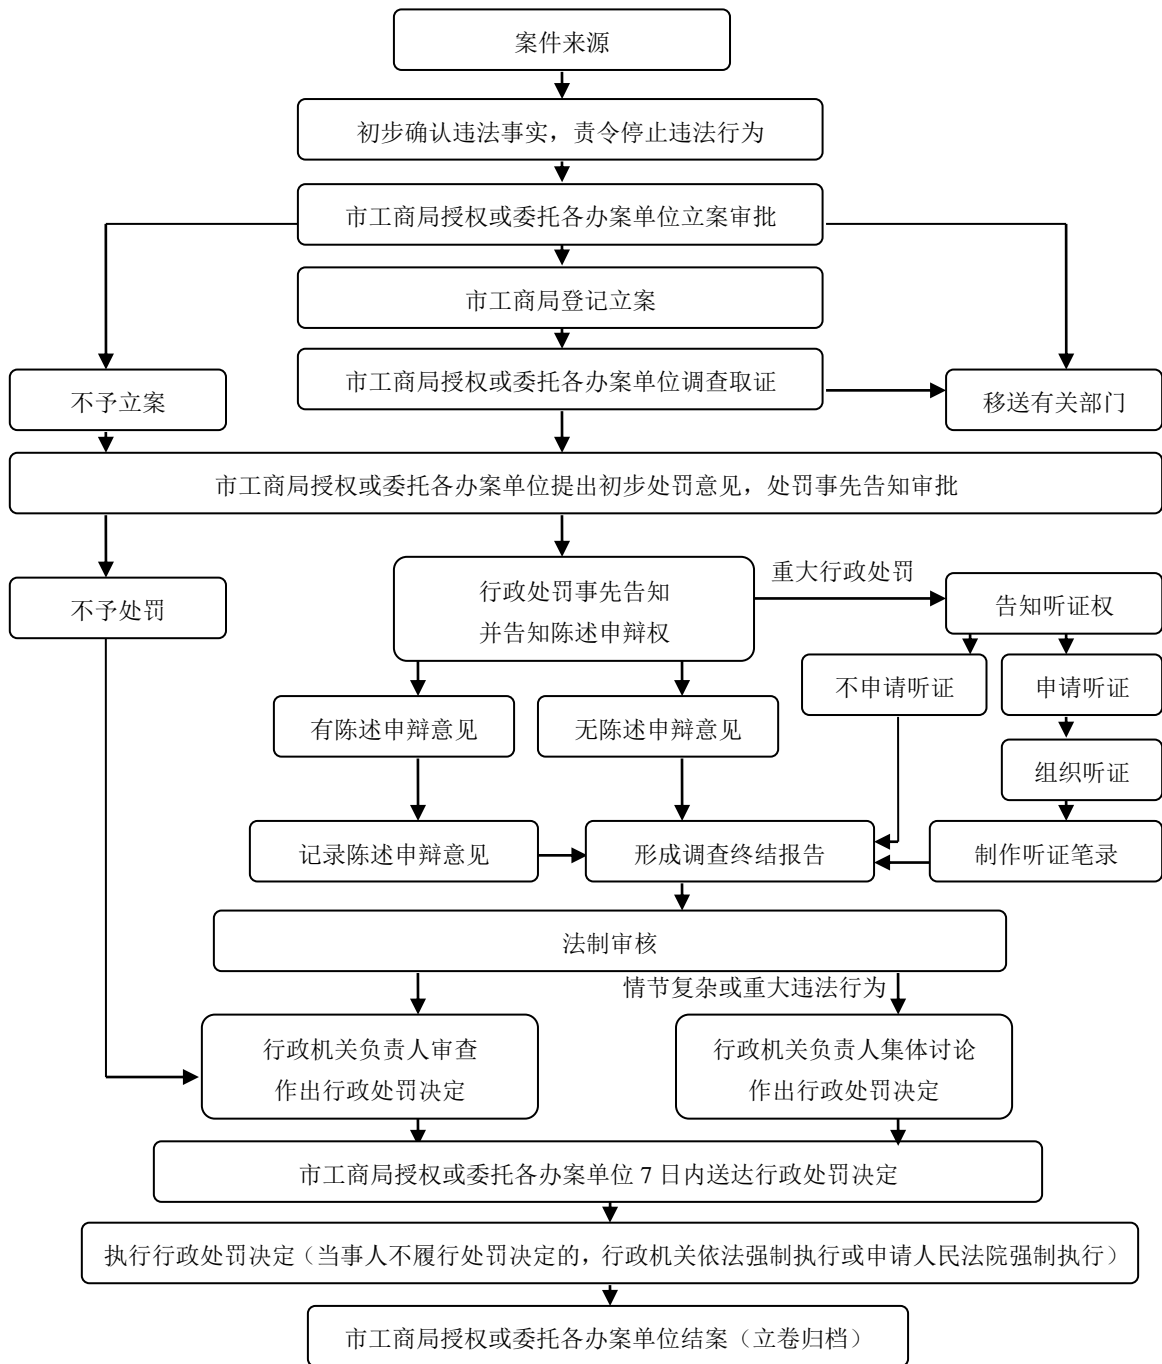 案件来源
初步确认违法事实，责令停止违法行为
市工商局授权或委托各办案单位立案审批
市工商局登记立案
市工商局授权或委托各办案单位调查取证
不予立案
移送有关部门
市工商局授权或委托各办案单位提出初步处罚意见，处罚事先告知审批
行政处罚事先告知
并告知陈述申辩权
重大行政处罚
告知听证权
不予处罚
不申请听证
申请听证
有陈述申辩意见
无陈述申辩意见
组织听证
记录陈述申辩意见
形成调查终结报告
制作听证笔录
法制审核
情节复杂或重大违法行为
行政机关负责人审查
作出行政处罚决定
行政机关负责人集体讨论
作出行政处罚决定
市工商局授权或委托各办案单位 7 日内送达行政处罚决定
执行行政处罚决定（当事人不履行处罚决定的，行政机关依法强制执行或申请人民法院强制执行）
市工商局授权或委托各办案单位结案（立卷归档）